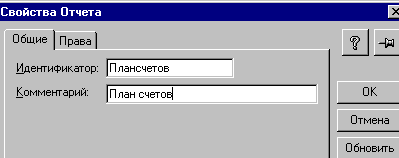 Свойства Отчета
Общие Права
Идентификатор: Плансчетов
Комментарий: План счетов
?
OK
Отмена
Обновить